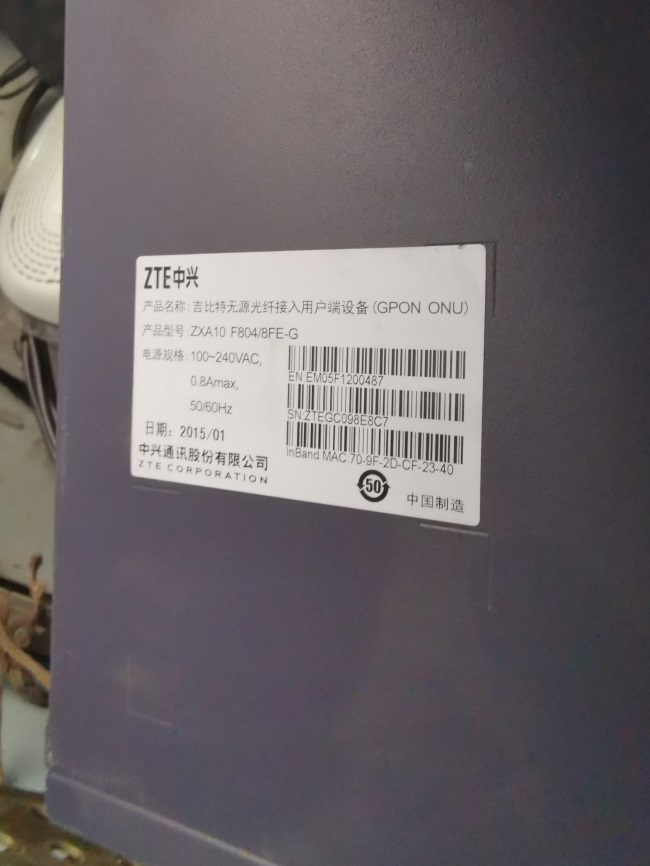 ZTE中兴
产品名称:吉比特无源光纤接入用户端设备(GPON ONU)
产品型号:ZXA10 F804/8FE-G
电源规格:100~240VAC,
0.8Amax,
50/60Hz
EN:EM05F1200487
SN:ZTEGC098E8C7
InBand MAC:70-9F-2D-CF-23-40
日期: 2015/01
中兴通讯股份有限公司
ZTE CORPORATION
50
中国制造